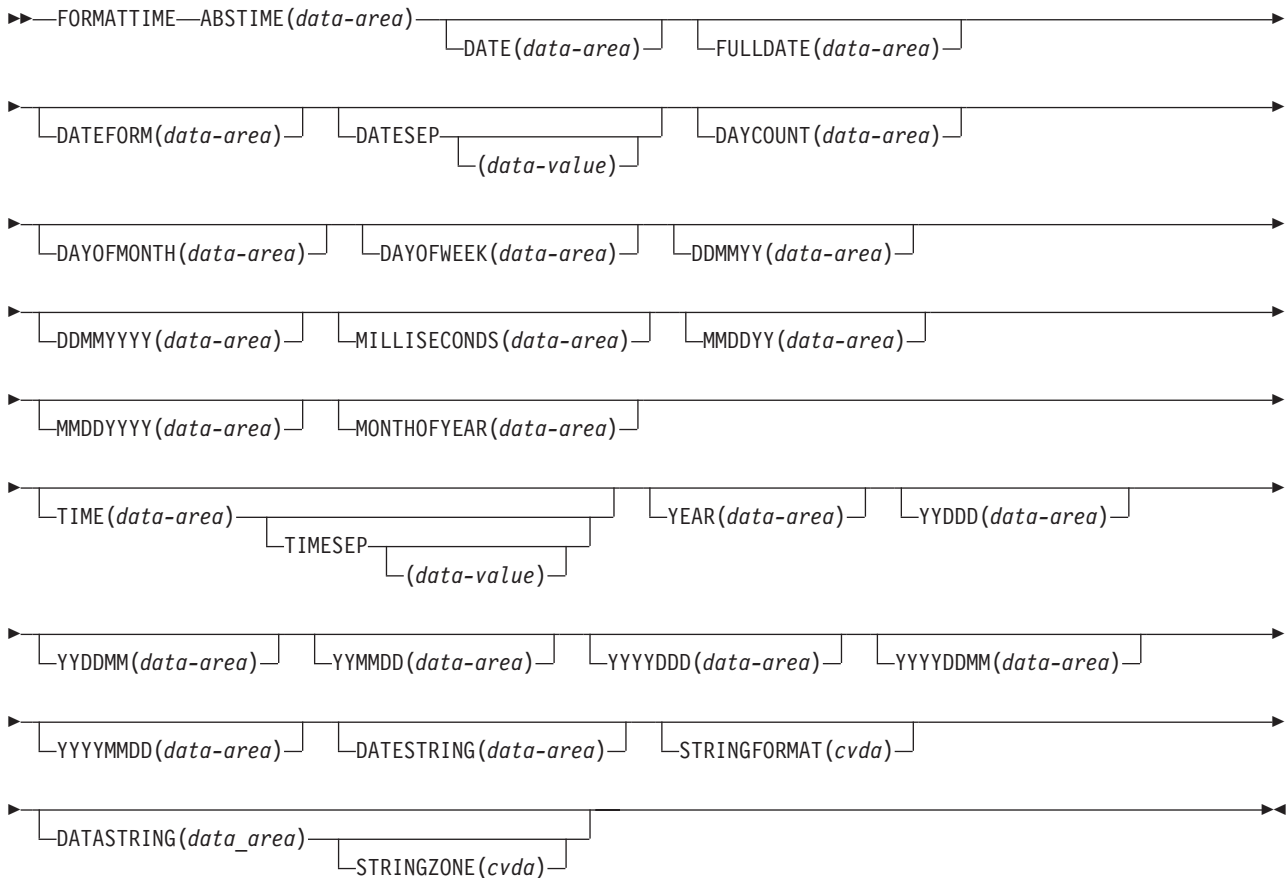 FORMATTIME ABSTIME(data-area)
DATE(data-area) FULLDATE(data-area)
DATEFORM(data-area) DATESEP DAYCOUNT(data-area)
(data-value)
DAYOFMONTH(data-area) DAYOFWEEK(data-area) DDMMYY(data-area)
DDMMYYYY(data-area) MILLISECONDS(data-area) MMDDYY(data-area)
MMDDYYYY(data-area) MONTHOFYEAR(data-area)
TIME(data-area) YEAR(data-area) YYDDD(data-area)
TIMESEP
(data-value)
YYDDMM(data-area) YYMMDD(data-area) YYYYDDD(data-area) YYYYDDMM(data-area)
YYYYMMDD(data-area) DATESTRING(data-area) STRINGFORMAT(cvda)
DATASTRING(data_area)
STRINGZONE(cvda)